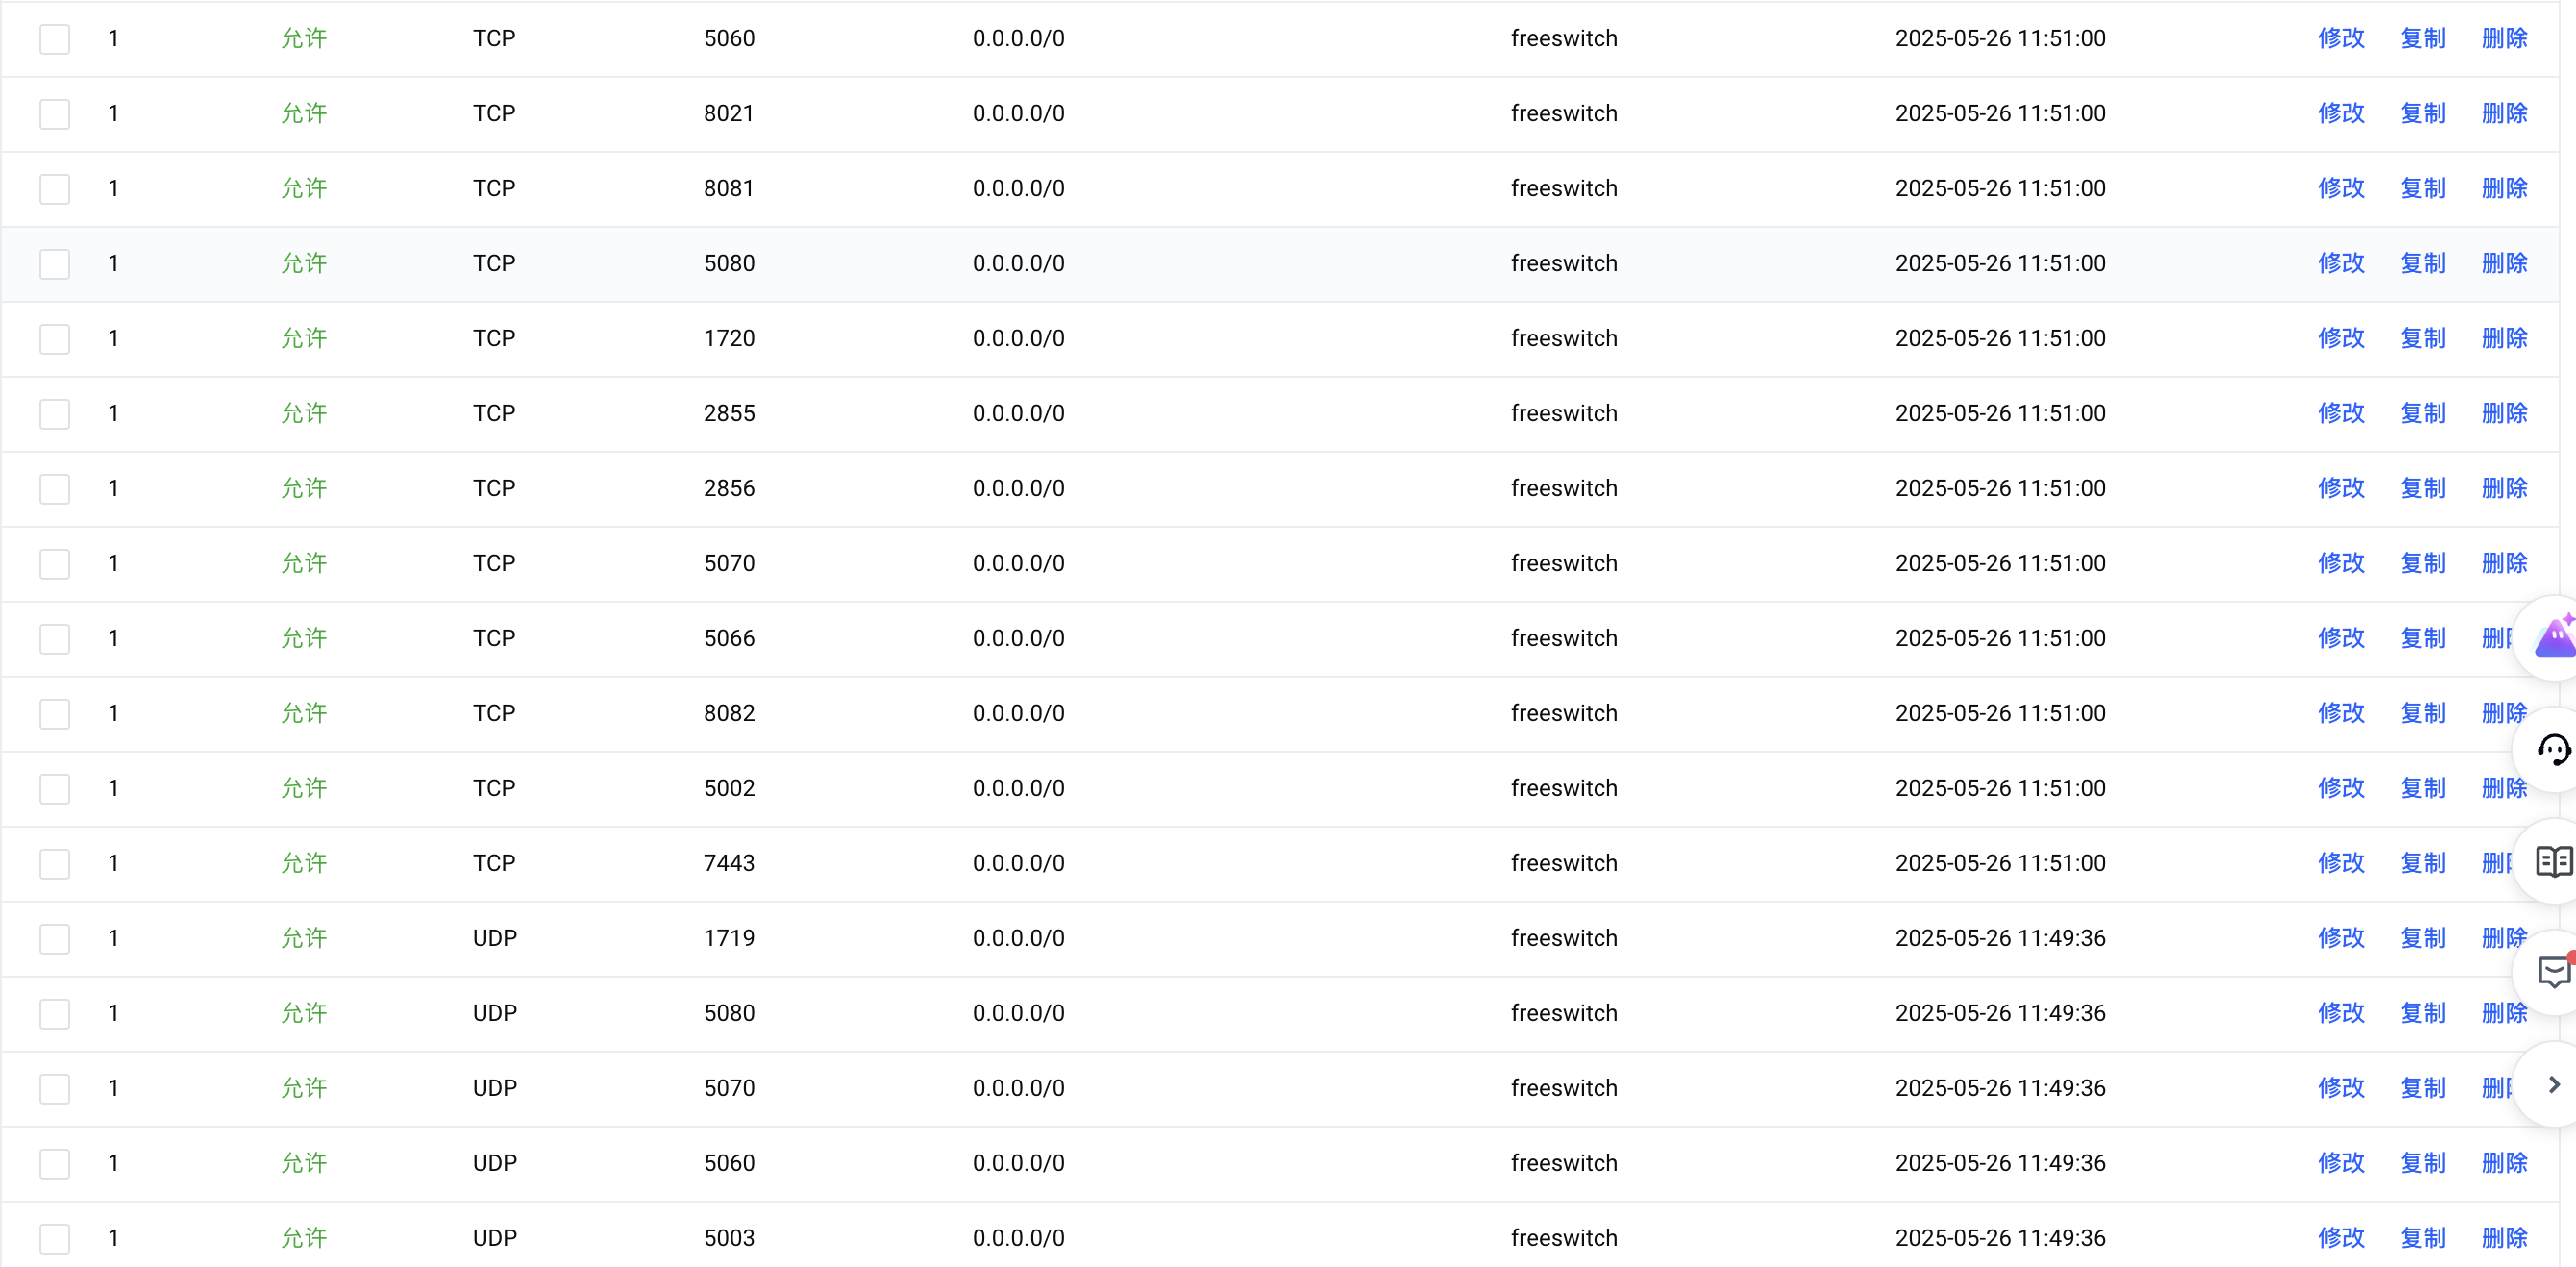 1 允许 TCP 5060 0.0.0.0/0 freeswitch 2025-05-26 11:51:00 修改 复制 删除
1 允许 TCP 8021 0.0.0.0/0 freeswitch 2025-05-26 11:51:00 修改 复制 删除
1 允许 TCP 8081 0.0.0.0/0 freeswitch 2025-05-26 11:51:00 修改 复制 删除
1 允许 TCP 5080 0.0.0.0/0 freeswitch 2025-05-26 11:51:00 修改 复制 删除
1 允许 TCP 1720 0.0.0.0/0 freeswitch 2025-05-26 11:51:00 修改 复制 删除
1 允许 TCP 2855 0.0.0.0/0 freeswitch 2025-05-26 11:51:00 修改 复制 删除
1 允许 TCP 2856 0.0.0.0/0 freeswitch 2025-05-26 11:51:00 修改 复制 删除
1 允许 TCP 5070 0.0.0.0/0 freeswitch 2025-05-26 11:51:00 修改 复制 删除
1 允许 TCP 5066 0.0.0.0/0 freeswitch 2025-05-26 11:51:00 修改 复制 删
1 允许 TCP 8082 0.0.0.0/0 freeswitch 2025-05-26 11:51:00 修改 复制 删除
1 允许 TCP 5002 0.0.0.0/0 freeswitch 2025-05-26 11:51:00 修改 复制 删除
1 允许 TCP 7443 0.0.0.0/0 freeswitch 2025-05-26 11:51:00 修改 复制 删
1 允许 UDP 1719 0.0.0.0/0 freeswitch 2025-05-26 11:49:36 修改 复制 删除
1 允许 UDP 5080 0.0.0.0/0 freeswitch 2025-05-26 11:49:36 修改 复制 删除
1 允许 UDP 5070 0.0.0.0/0 freeswitch 2025-05-26 11:49:36 修改 复制 删
1 允许 UDP 5060 0.0.0.0/0 freeswitch 2025-05-26 11:49:36 修改 复制 删除
1 允许 UDP 5003 0.0.0.0/0 freeswitch 2025-05-26 11:49:36 修改 复制 删除